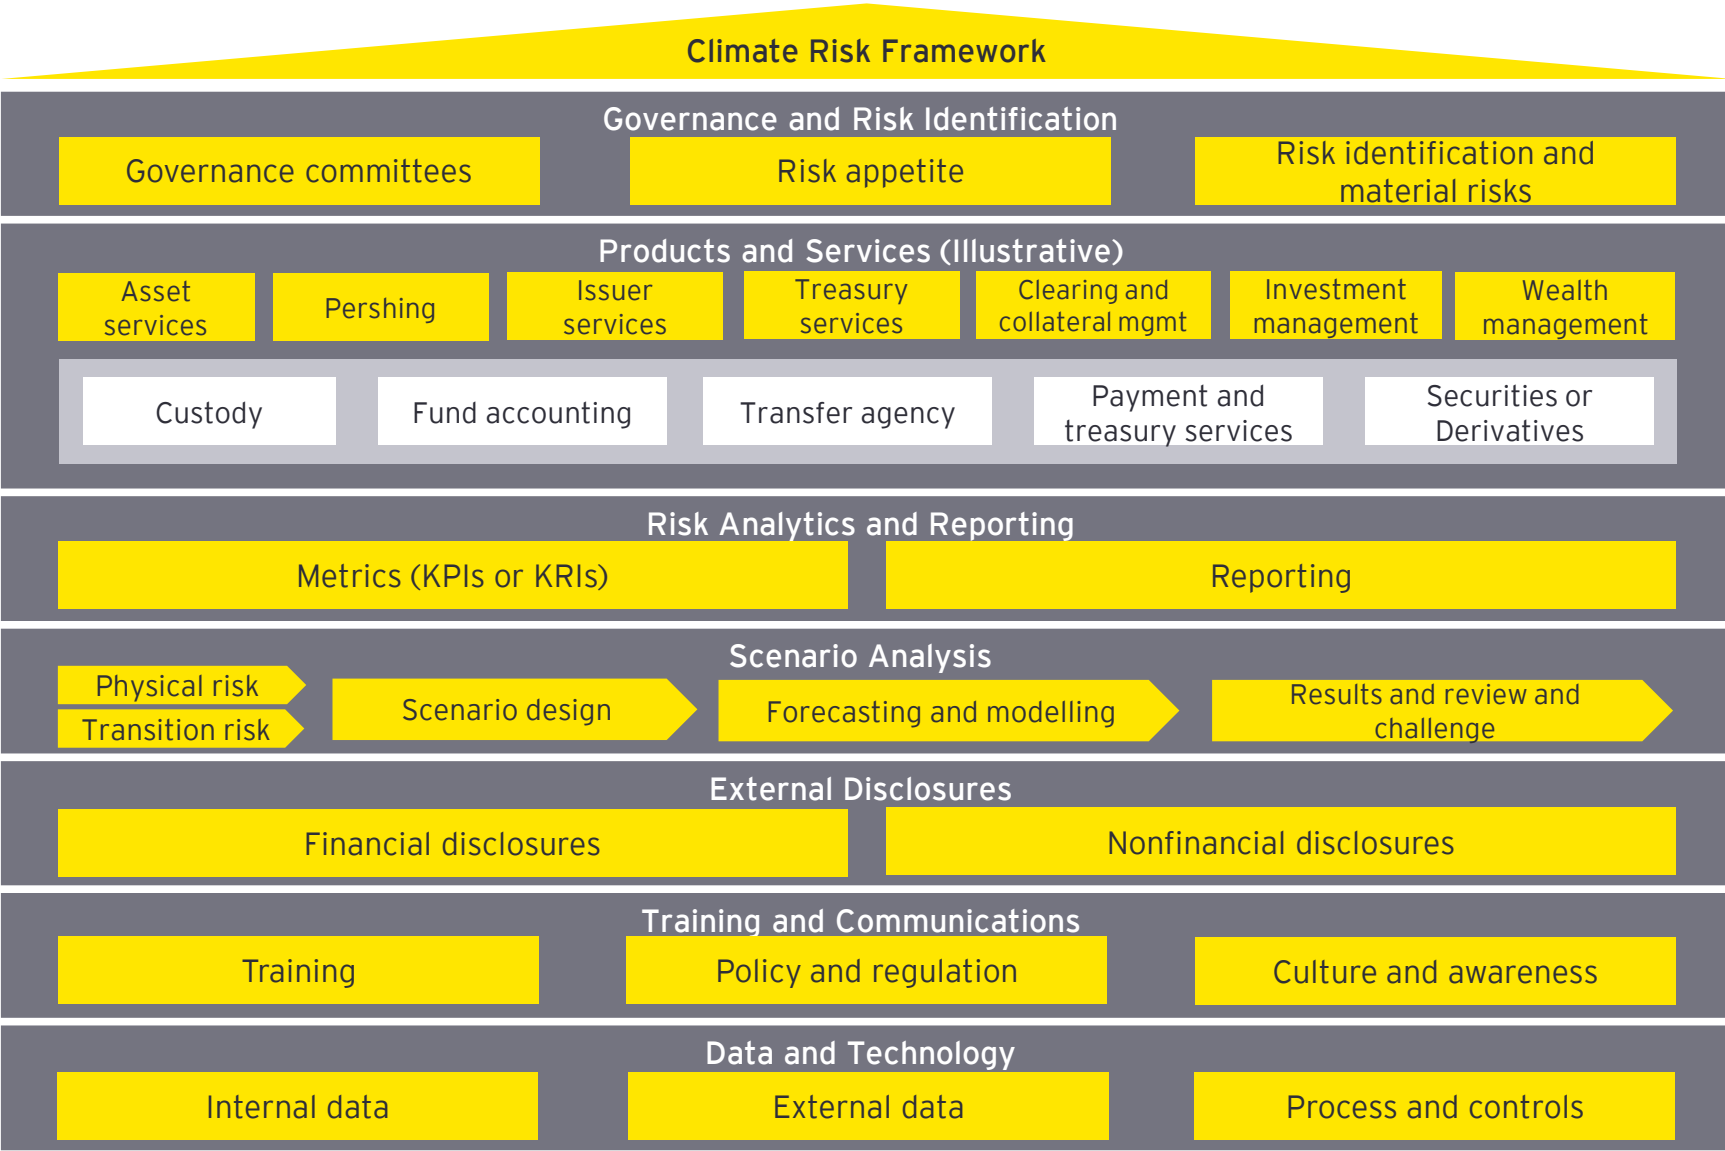 Climate Risk Framework
Governance and Risk Identification
Governance committees
Risk appetite
Risk identification and
material risks
Products and Services (Illustrative)
Asset
services
Pershing
Issuer
services
Treasury
services
Clearing and
collateral mgmt
Investment
management
Wealth
management
Custody
Fund accounting
Transfer agency
Payment and
treasury services
Securities or
Derivatives
Risk Analytics and Reporting
Metrics (KPIs or KRIs)
Reporting
Scenario Analysis
Physical risk
Transition risk
Scenario design
Forecasting and modelling
Results and review and
challenge
External Disclosures
Financial disclosures
Nonfinancial disclosures
Training and Communications
Training
Policy and regulation
Culture and awareness
Data and Technology
Internal data
External data
Process and controls